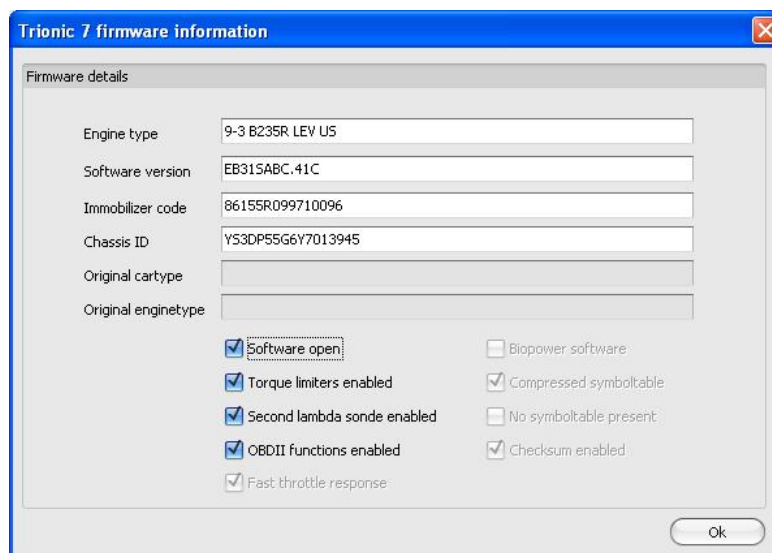 Trionic 7 firmware information
Firmware details
Engine type 9-3 B235R LEV US
Software version EB31SABC.41C
Immobilizer code 86155R099710096
Chassis ID YS3DP55G6Y7013945
Original cartype
Original enginetype
Software open Biopower software
Torque limiters enabled Compressed symboltable
Second lambda sonde enabled No symboltable present
OBDII functions enabled Checksum enabled
Fast throttle response
Ok